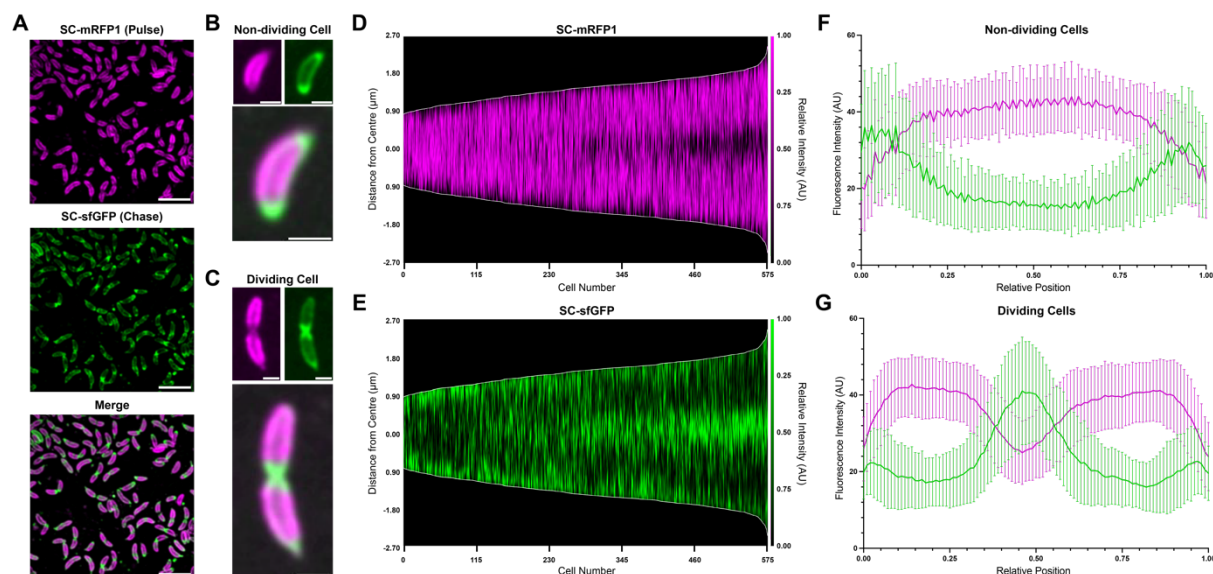 A
SC-mRFP1 (Pulse)
SC-sfGFP (Chase)
Merge
B
Non-dividing Cell
C
Dividing Cell
D
SC-mRFP1
Distance from Centre (µm)
2.70
1.80
0.90
0.00
0.90
-1.80
-2.70
0
115
230
345
460
575
Cell Number
1.00
0.25
0.50
0.75
0.00
Relative Intensity (AU)
E
SC-sfGFP
Distance from Centre (µm)
2.70
1.80
0.90
0.00
0.90
-1.80
-2.70
0
115
230
345
460
575
Cell Number
1.00
0.25
0.50
0.75
0.00
Relative Intensity (AU)
F
Non-dividing Cells
Fluorescence Intensity (AU)
60
40
20
0
0.00
0.25
0.50
0.75
1.00
Relative Position
G
Dividing Cells
Fluorescence Intensity (AU)
60
40
20
0
0.00
0.25
0.50
0.75
1.00
Relative Position